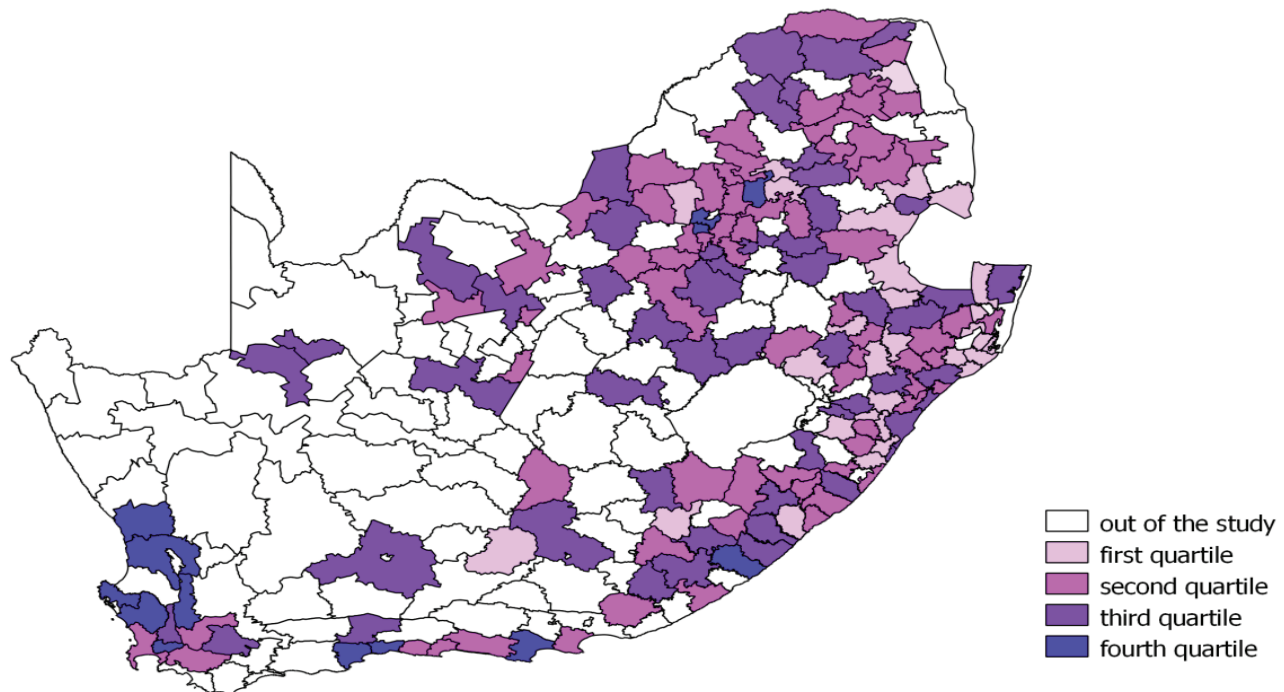 out of the study
first quartile
second quartile
third quartile
fourth quartile